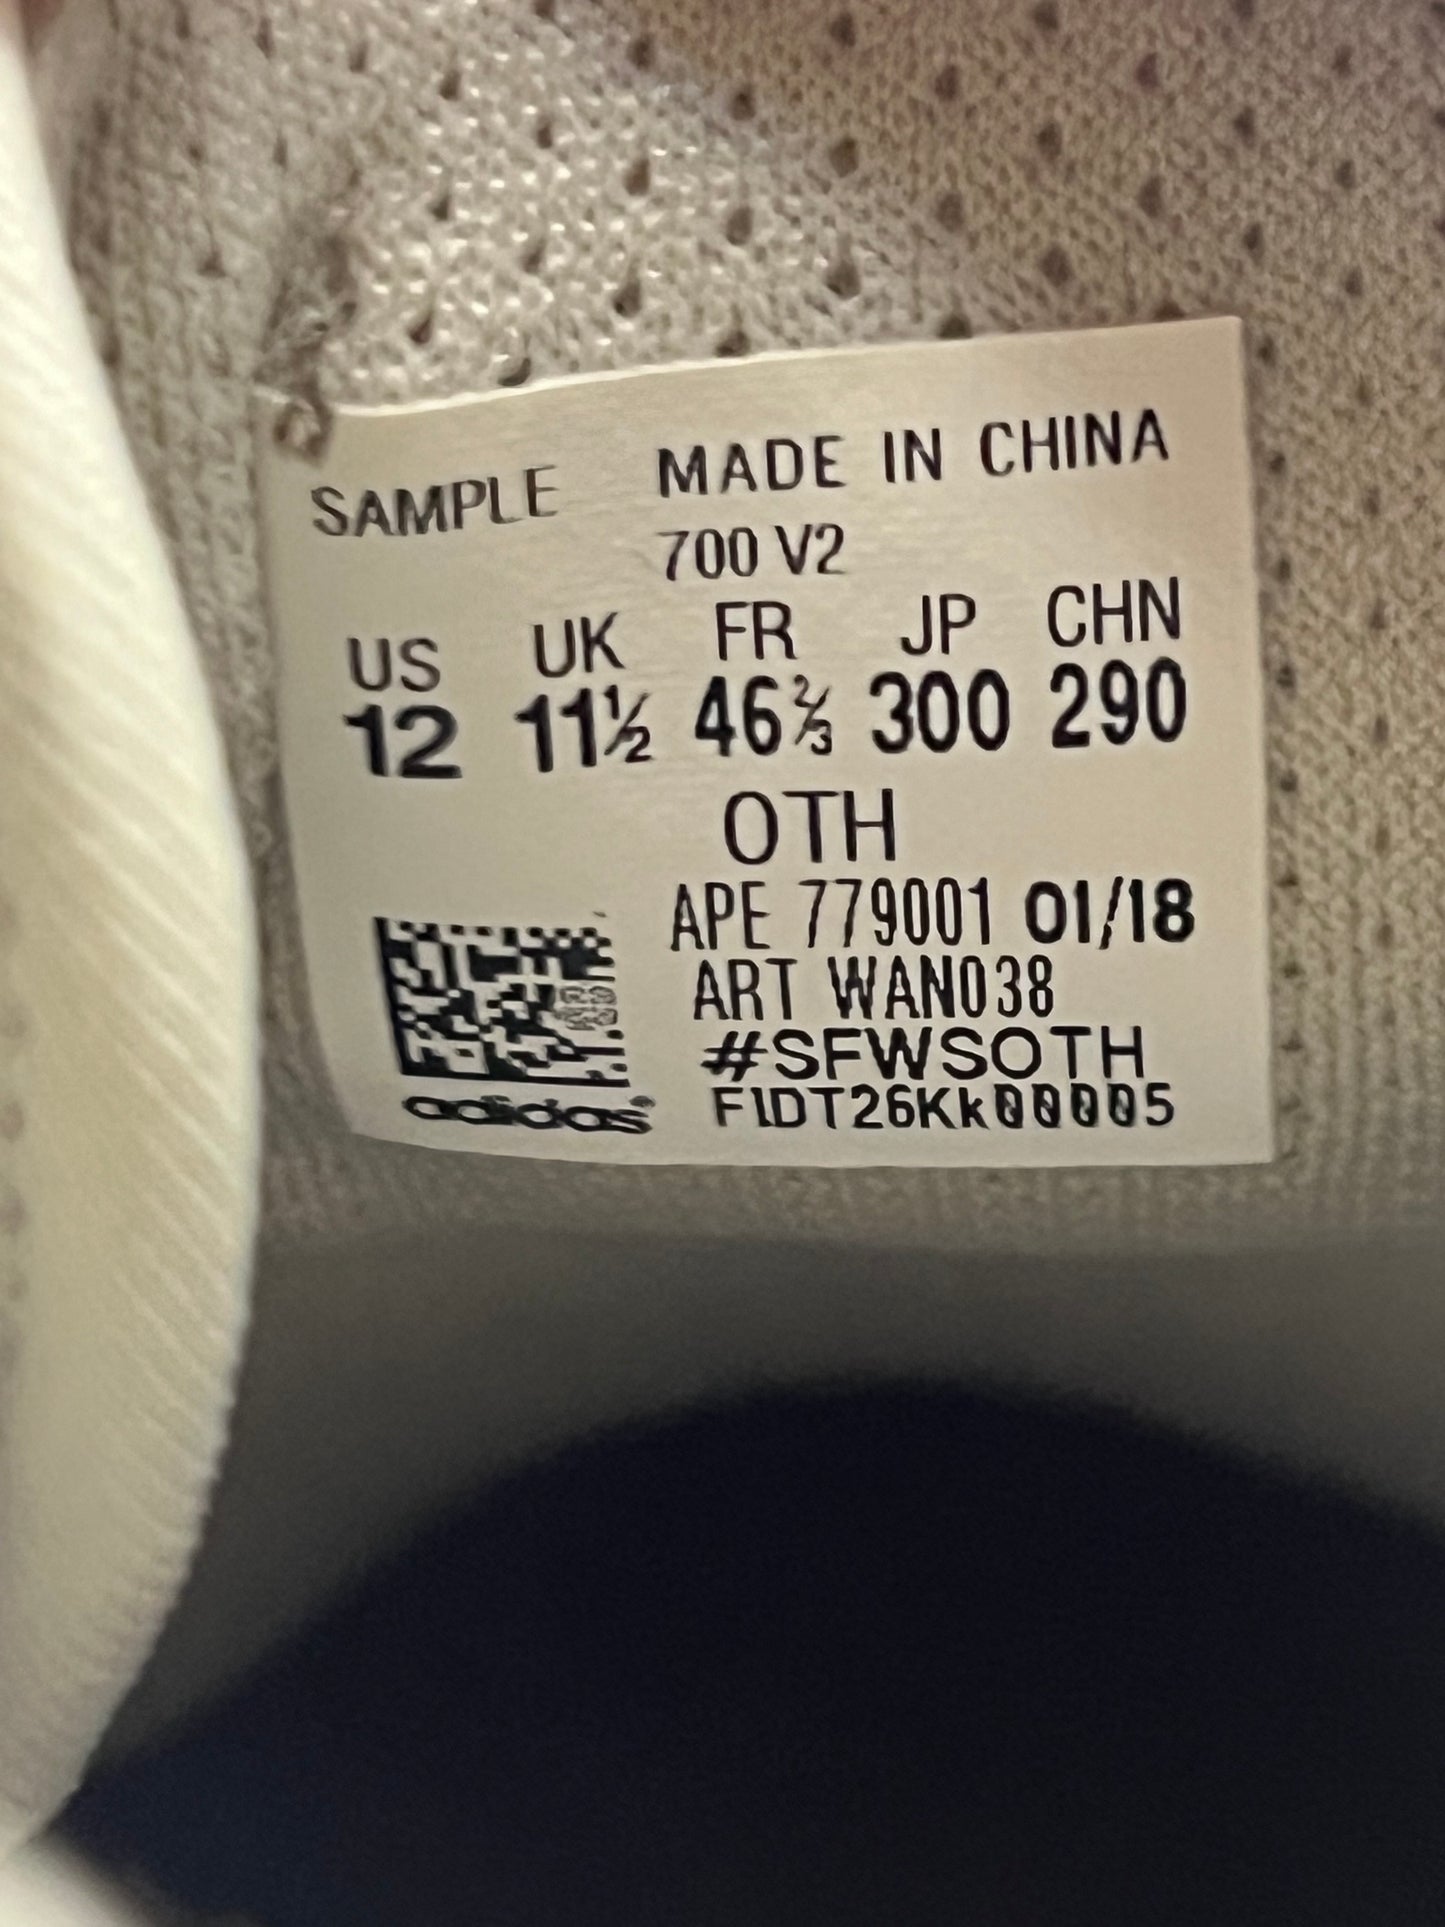 SAMPLE MADE IN CHINA
700 V2
US UK FR JP CHN
12 11½ 46⅔ 300 290
OTH
APE 779001 01/18
ART WAN038
#SFWSOTH
F1DT26Kk00005
adidas®